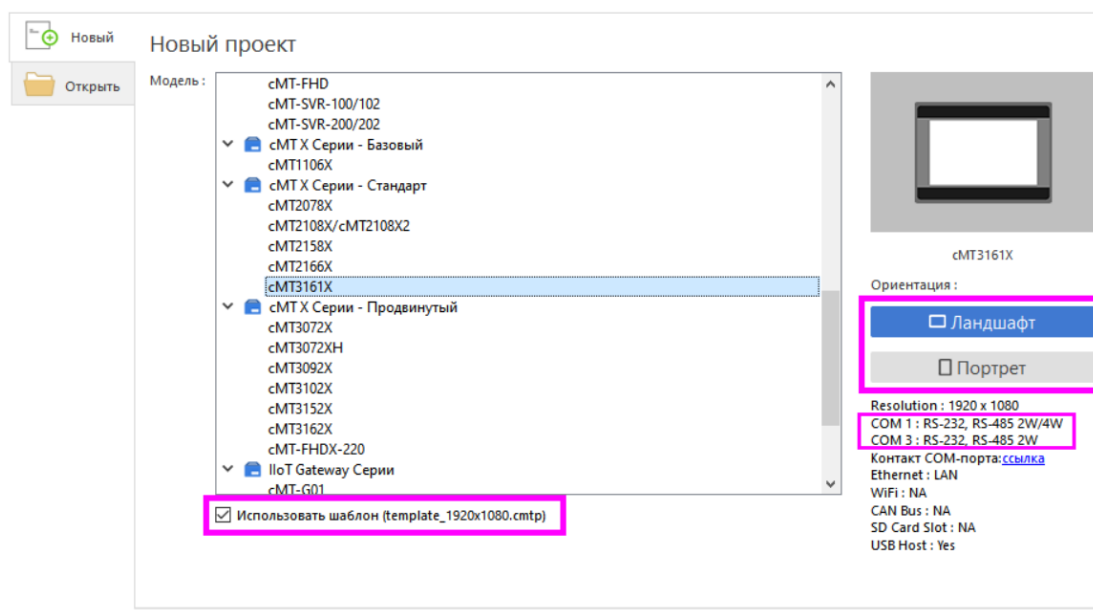 Новый
Открыть
Новый проект
Модель :
cMT-FHD
cMT-SVR-100/102
cMT-SVR-200/202
cMT X Серии - Базовый
cMT1106X
cMT X Серии - Стандарт
cMT2078X
cMT2108X/cMT2108X2
cMT2158X
cMT2166X
cMT3161X
cMT X Серии - Продвинутый
cMT3072X
cMT3072XH
cMT3092X
cMT3102X
cMT3152X
cMT3162X
cMT-FHDX-220
IIoT Gateway Серии
cMT-G01
Использовать шаблон (template_1920x1080.cmtp)
cMT3161X
Ориентация :
Ландшафт
Портрет
Resolution : 1920 x 1080
COM 1 : RS-232, RS-485 2W/4W
COM 3 : RS-232, RS-485 2W
Контакт COM-порта:ссылка
Ethernet : LAN
WiFi : NA
CAN Bus : NA
SD Card Slot : NA
USB Host : Yes